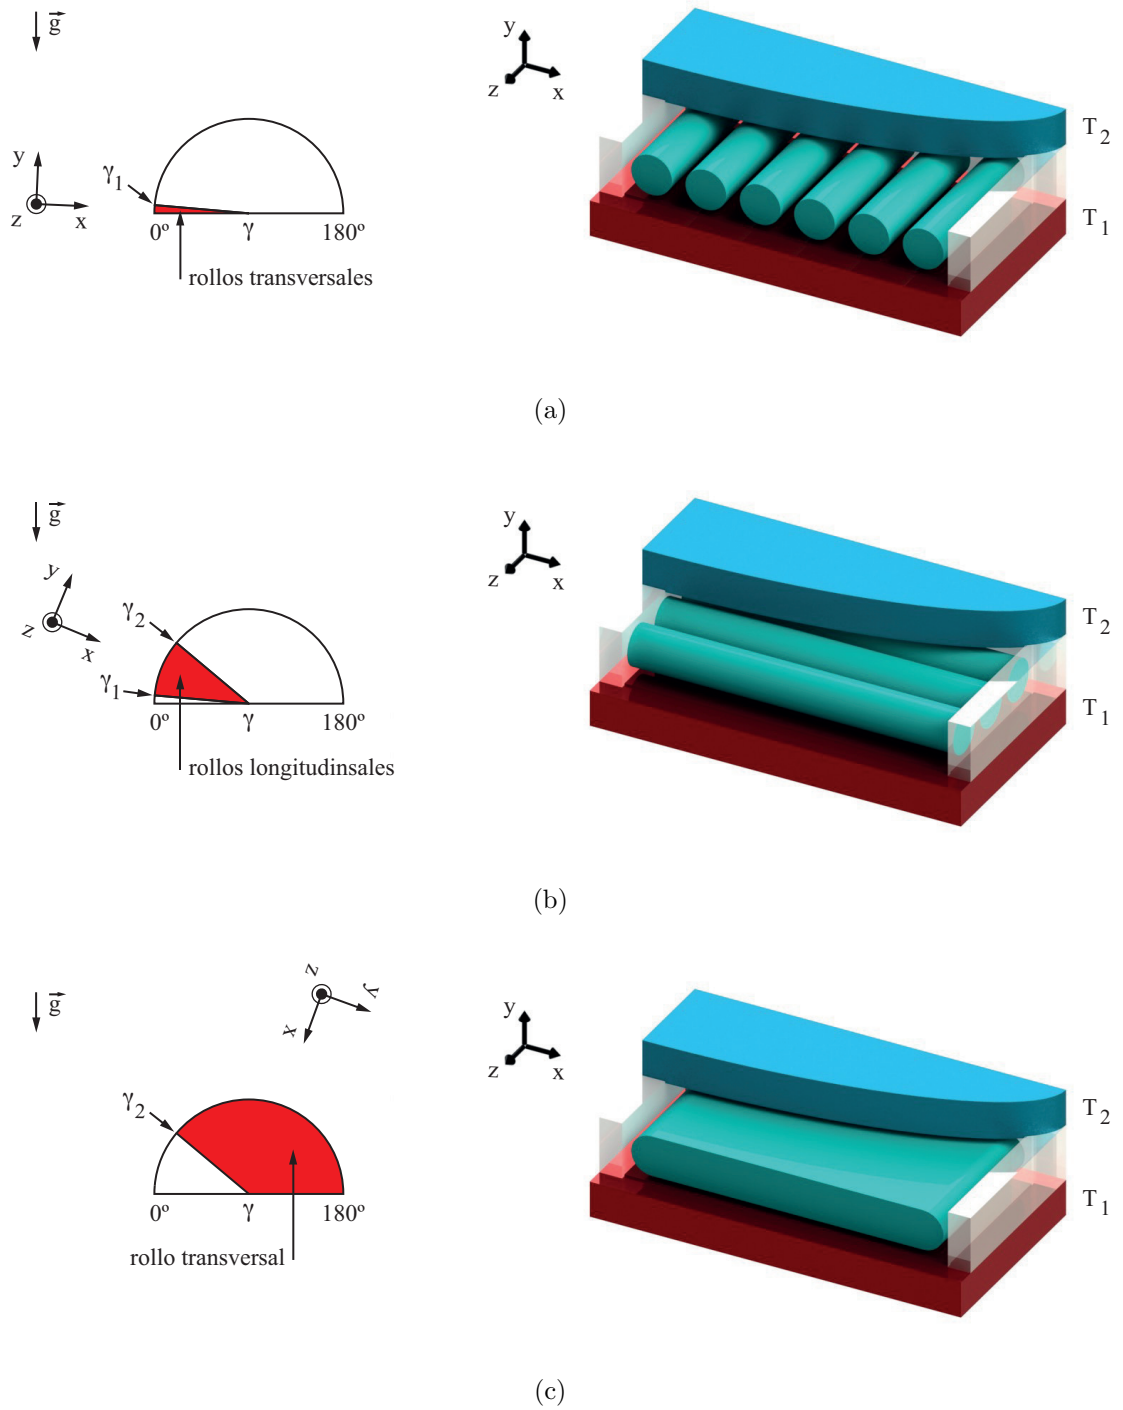 g
y
z
x
γ1
0º
γ
180º
rollos transversales
y
z
x
T2
T1
(a)
g
y
z
x
γ2
γ1
0º
γ
180º
rollos longitudinsales
y
z
x
T2
T1
(b)
g
z
y
x
γ2
0º
γ
180º
rollo transversal
y
z
x
T2
T1
(c)